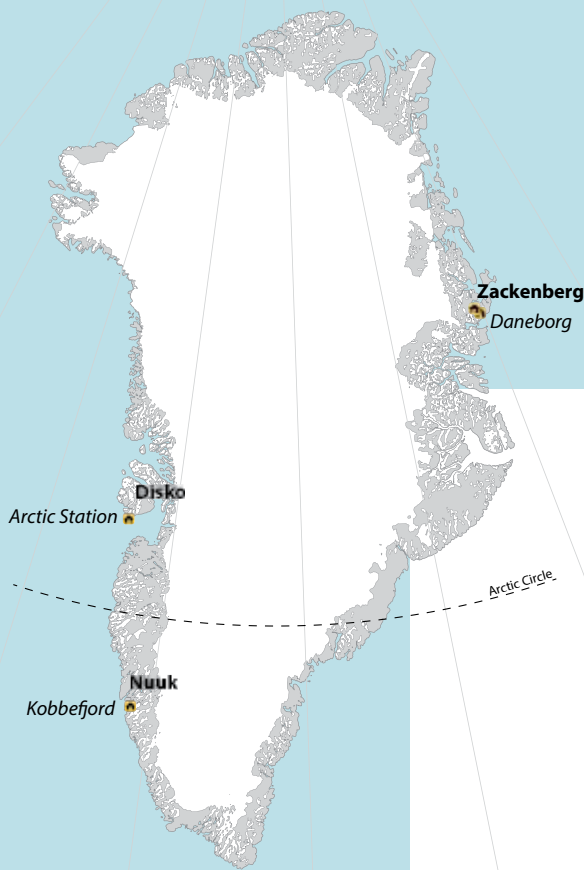 Zackenberg
Daneborg
Disko
Arctic Station
Arctic Circle
Nuuk
Kobbefjord